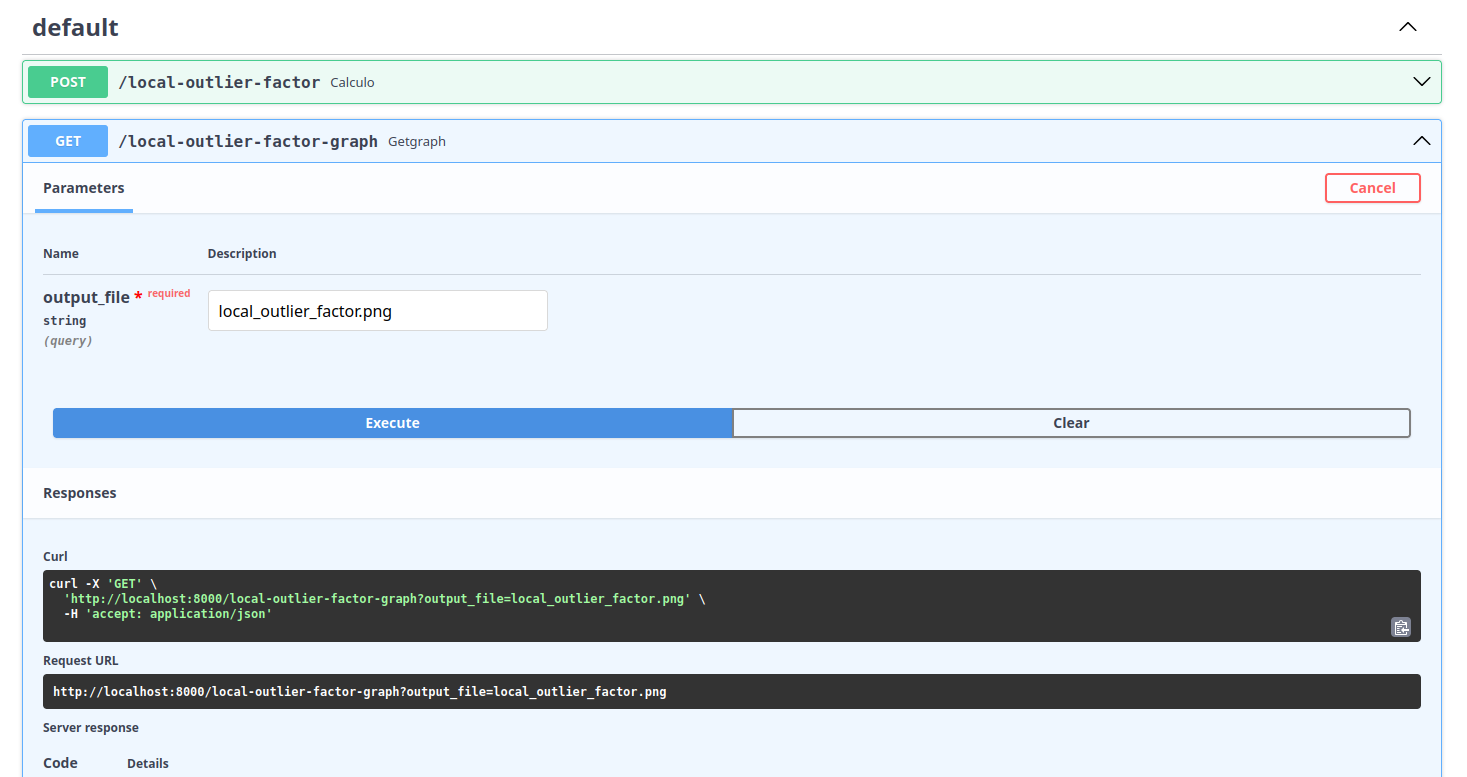 default
POST /local-outlier-factor Calculo
GET /local-outlier-factor-graph Getgraph
Parameters Cancel
Name Description
output_file * required local_outlier_factor.png
string
(query)
Execute Clear
Responses
Curl
curl -X 'GET' \
'http://localhost:8000/local-outlier-factor-graph?output_file=local_outlier_factor.png' \
-H 'accept: application/json'
Request URL
http://localhost:8000/local-outlier-factor-graph?output_file=local_outlier_factor.png
Server response
Code Details